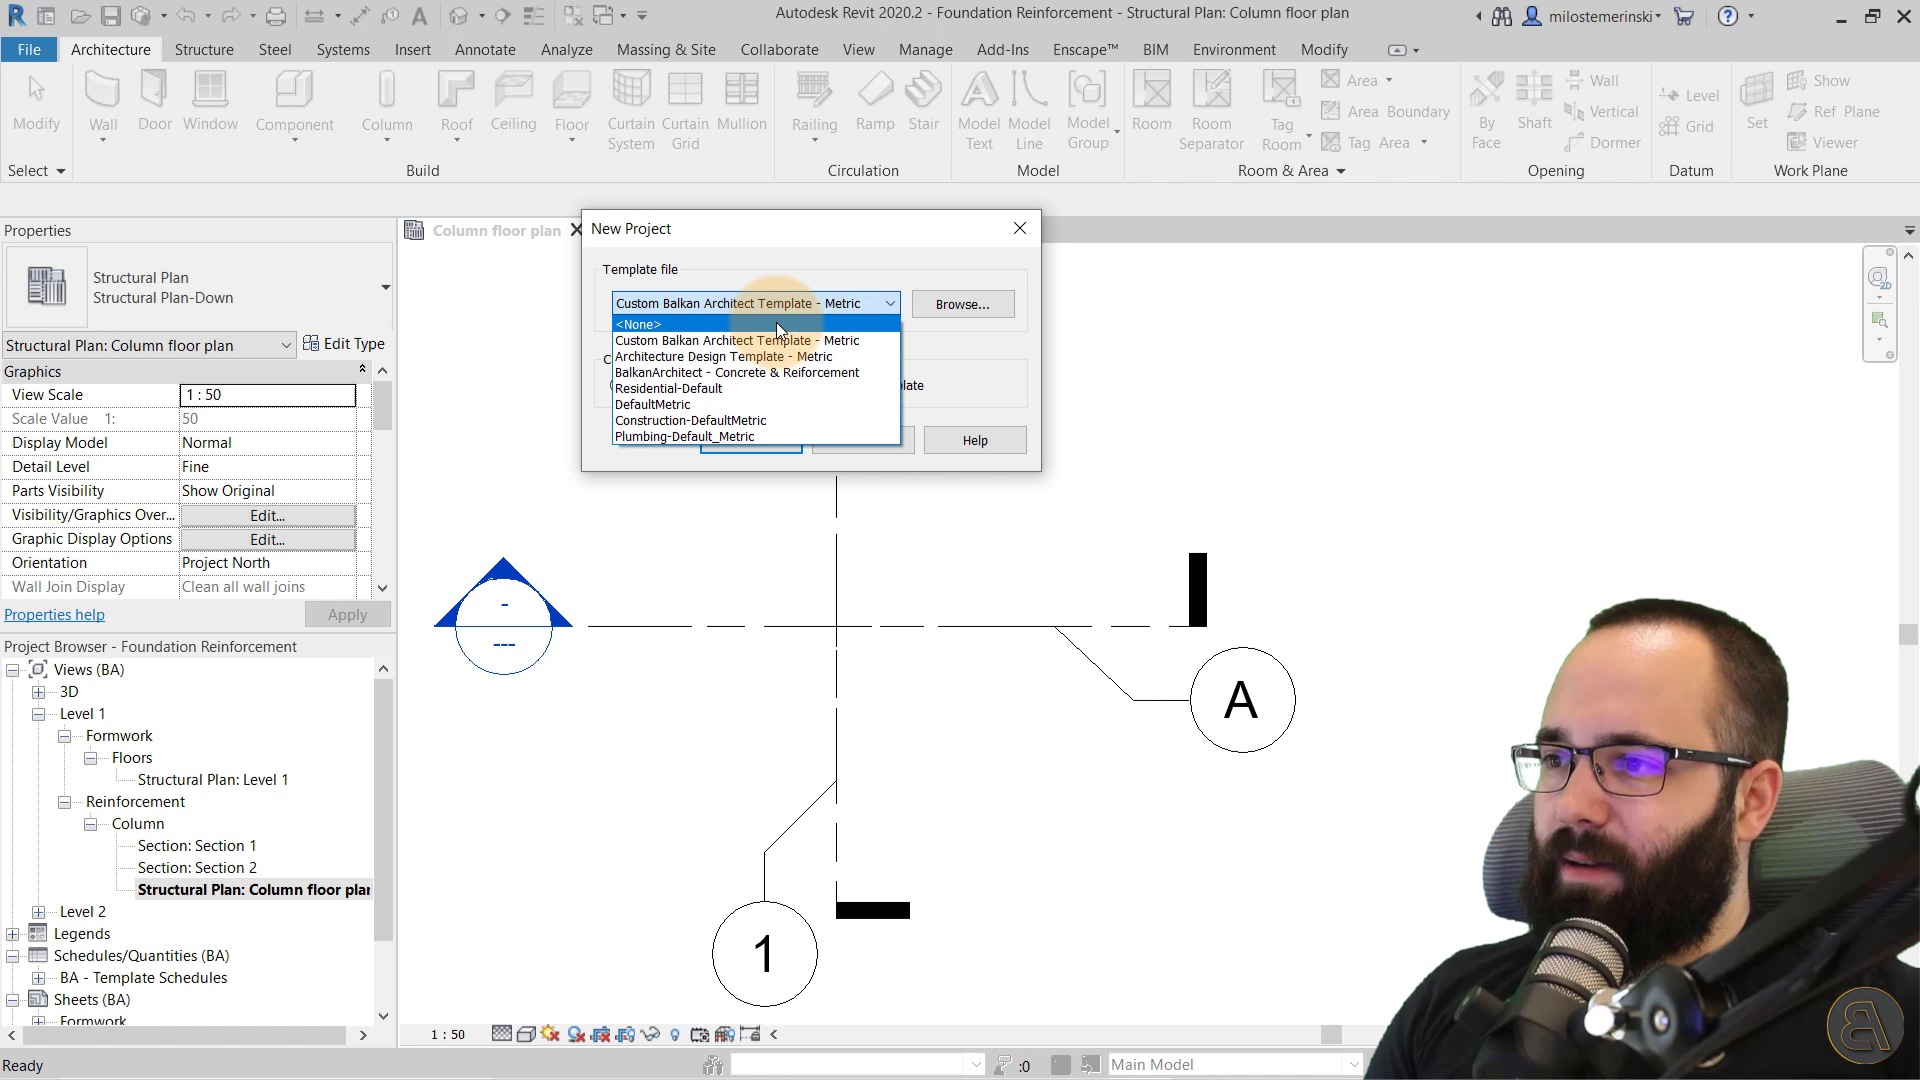 Autodesk Revit 2020.2 - Foundation Reinforcement - Structural Plan: Column floor plan
milostemerinski
File Architecture Structure Steel Systems Insert Annotate Analyze Massing & Site Collaborate View Manage Add-Ins Enscape™ BIM Environment Modify
Modify
Wall
Door
Window
Component
Column
Roof
Ceiling
Floor
Curtain System
Curtain Grid
Mullion
Railing
Ramp
Stair
Model Text
Model Line
Model Group
Room
Room Separator
Tag Room
Area
Area Boundary
Tag Area
By Face
Shaft
Wall
Vertical
Dormer
Level
Grid
Set
Show
Ref Plane
Viewer
Select
Build
Circulation
Model
Room & Area
Opening
Datum
Work Plane
Properties
Structural Plan
Structural Plan-Down
Structural Plan: Column floor plan
Edit Type
Graphics
View Scale 1 : 50
Scale Value 1: 50
Display Model Normal
Detail Level Fine
Parts Visibility Show Original
Visibility/Graphics Over... Edit...
Graphic Display Options Edit...
Orientation Project North
Wall Join Display Clean all wall joins
Properties help
Apply
Project Browser - Foundation Reinforcement
Views (BA)
3D
Level 1
Formwork
Floors
Structural Plan: Level 1
Reinforcement
Column
Section: Section 1
Section: Section 2
Structural Plan: Column floor plan
Level 2
Legends
Schedules/Quantities (BA)
BA - Template Schedules
Sheets (BA)
Formwork
Column floor plan
New Project
Template file
Custom Balkan Architect Template - Metric
Browse...
<None>
Custom Balkan Architect Template - Metric
Architecture Design Template - Metric
BalkanArchitect - Concrete & Reiforcement
Residential-Default
DefaultMetric
Construction-DefaultMetric
Plumbing-Default_Metric
Help
-
---
A
1
1 : 50
Ready
:0
Main Model